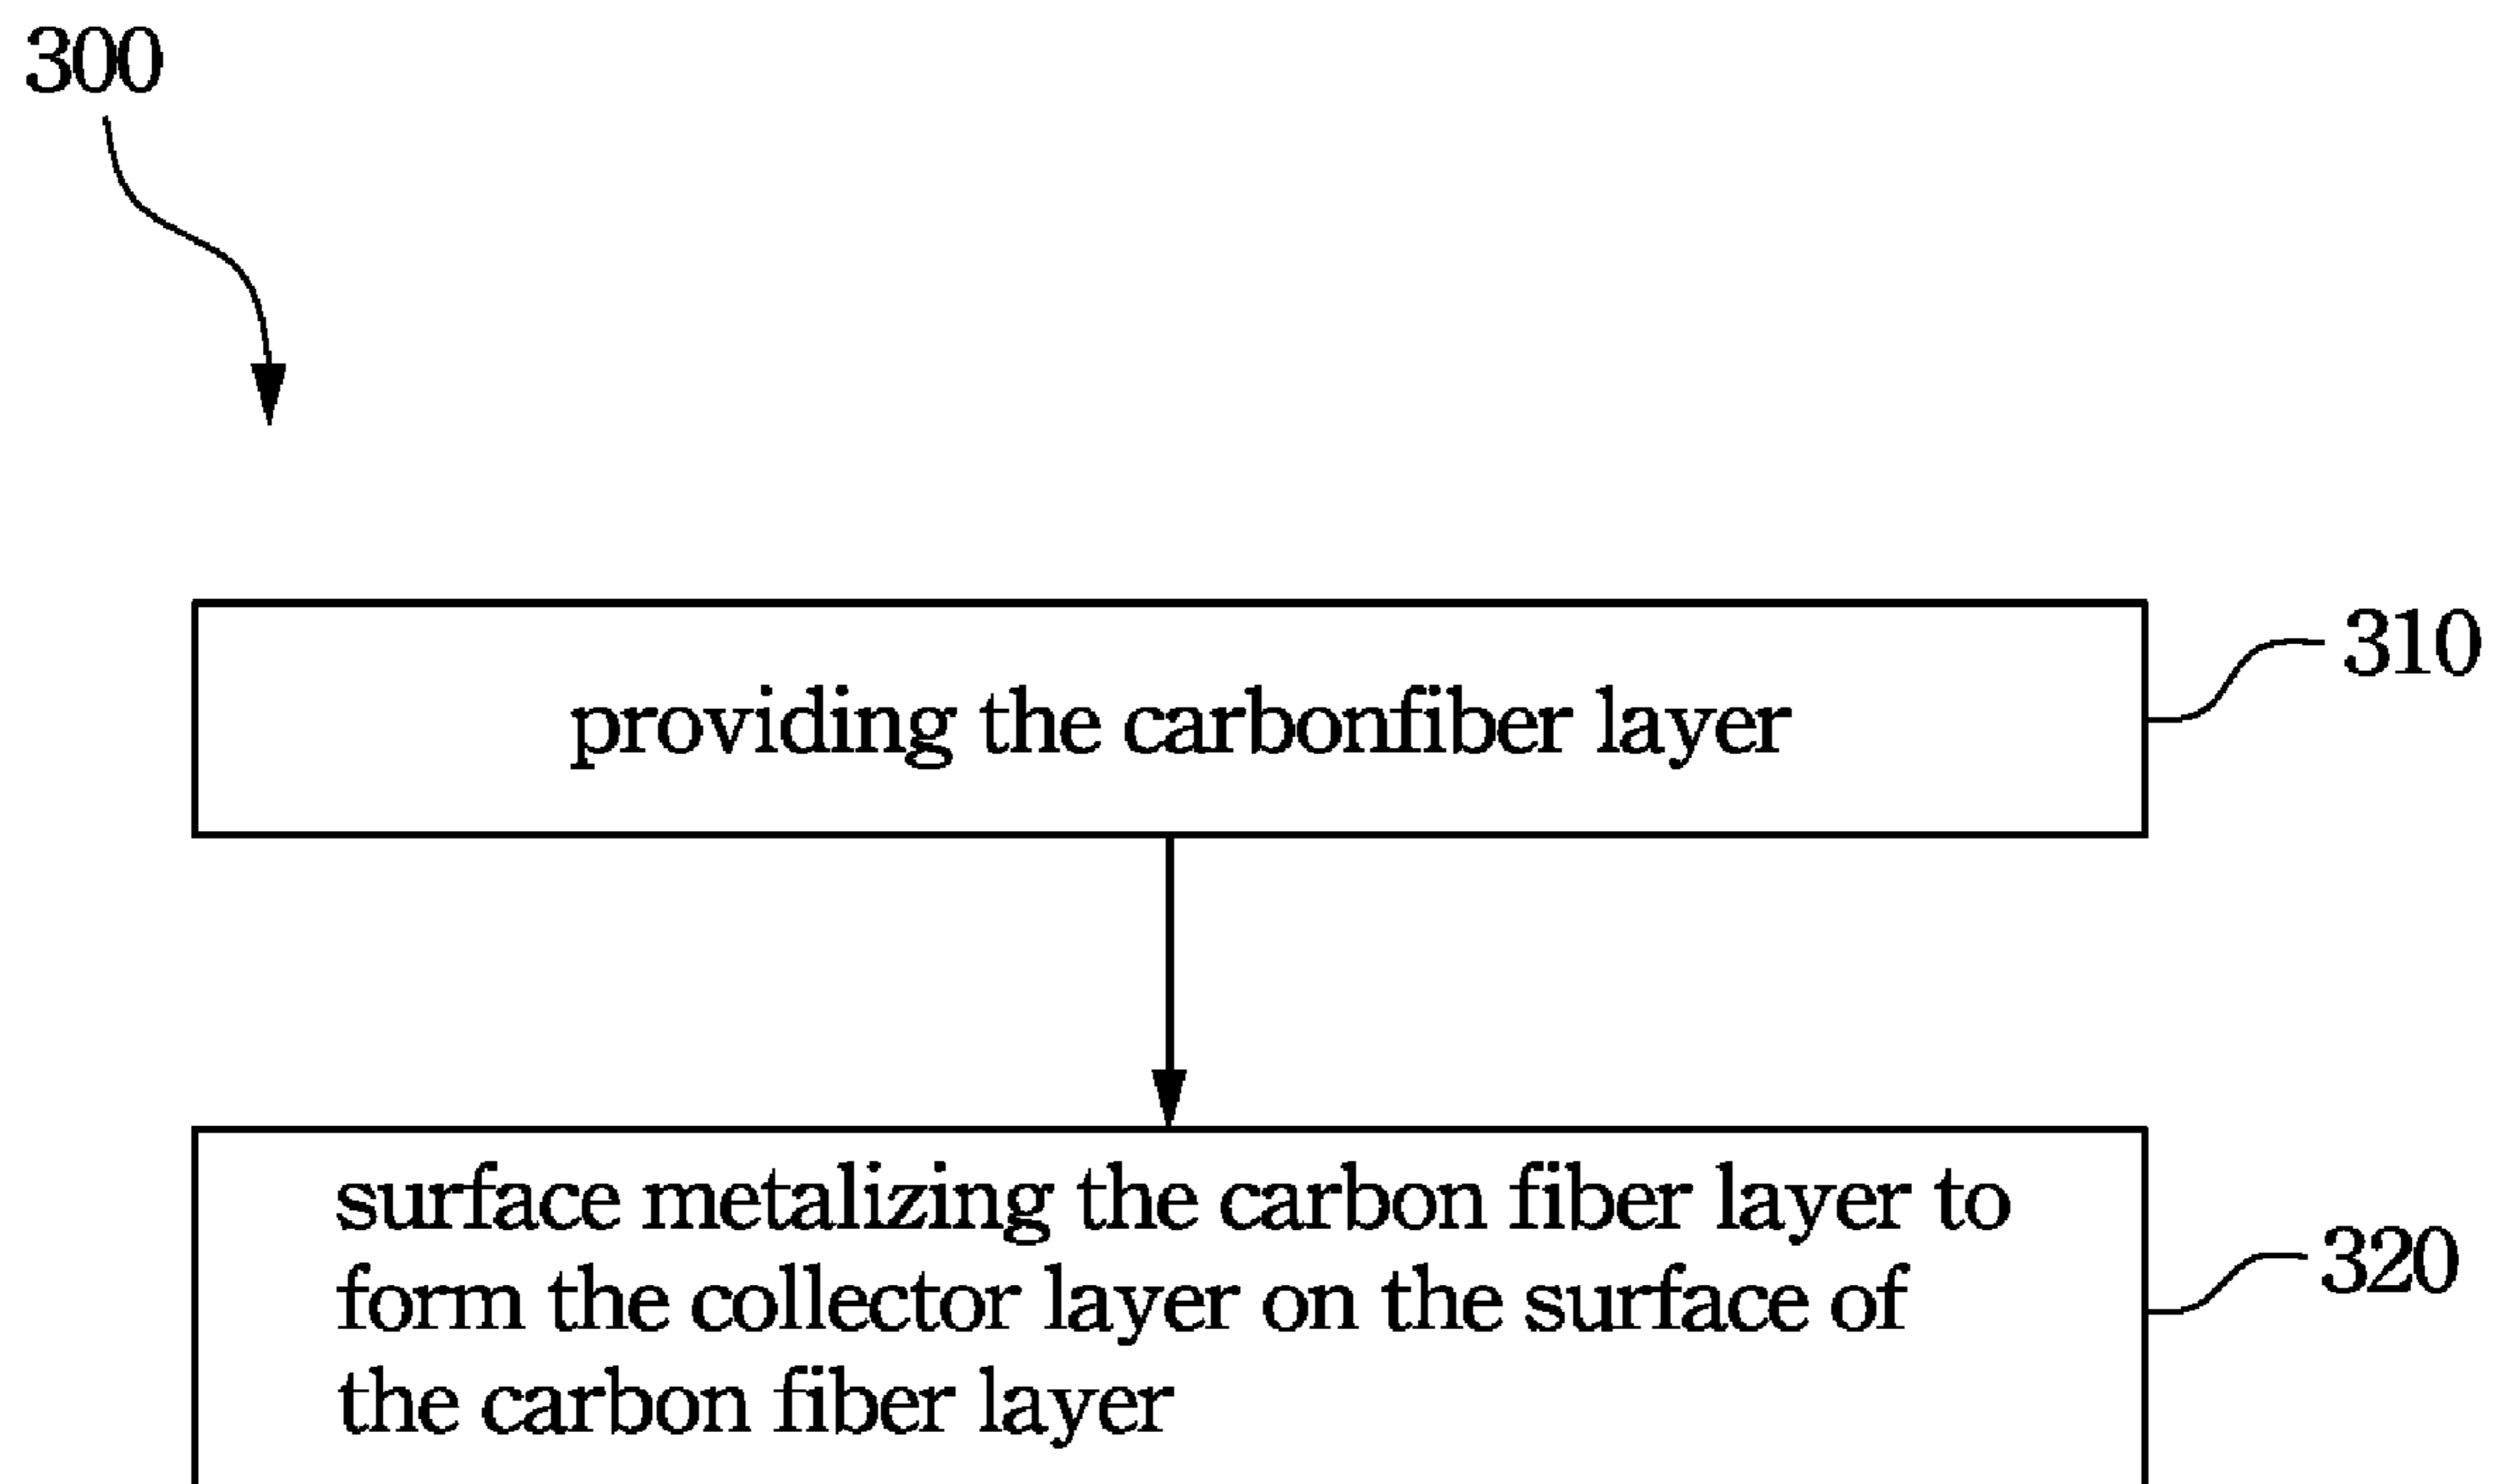 300
providing the carbonfiber layer
310
surface metalizing the carbon fiber layer to
form the collector layer on the surface of
the carbon fiber layer
320